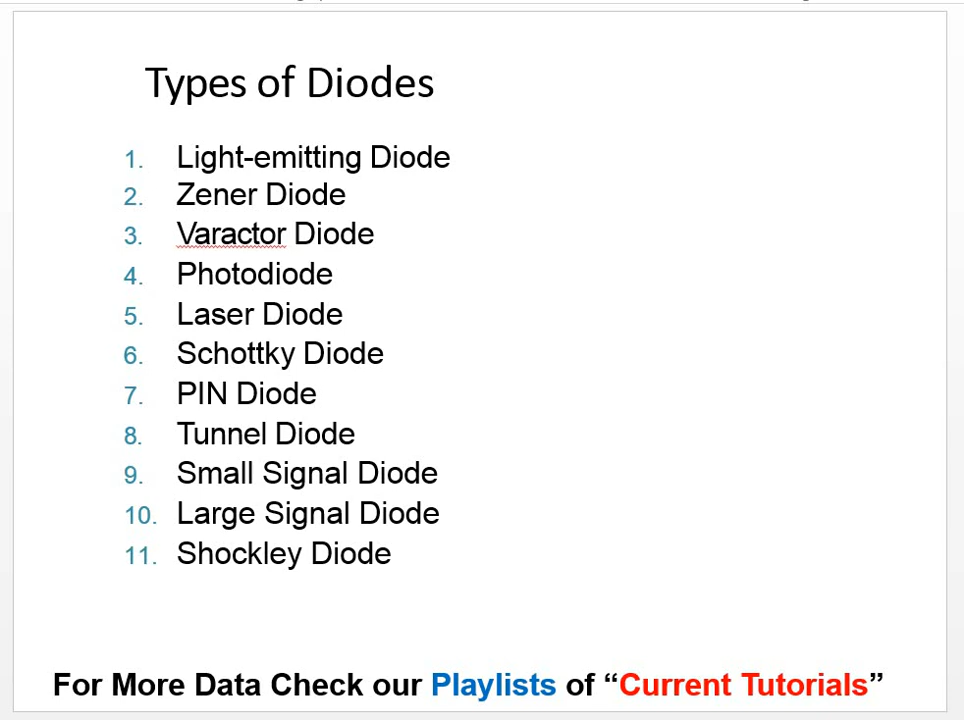 Types of Diodes
1. Light-emitting Diode
2. Zener Diode
3. Varactor Diode
4. Photodiode
5. Laser Diode
6. Schottky Diode
7. PIN Diode
8. Tunnel Diode
9. Small Signal Diode
10. Large Signal Diode
11. Shockley Diode
For More Data Check our Playlists of “Current Tutorials”